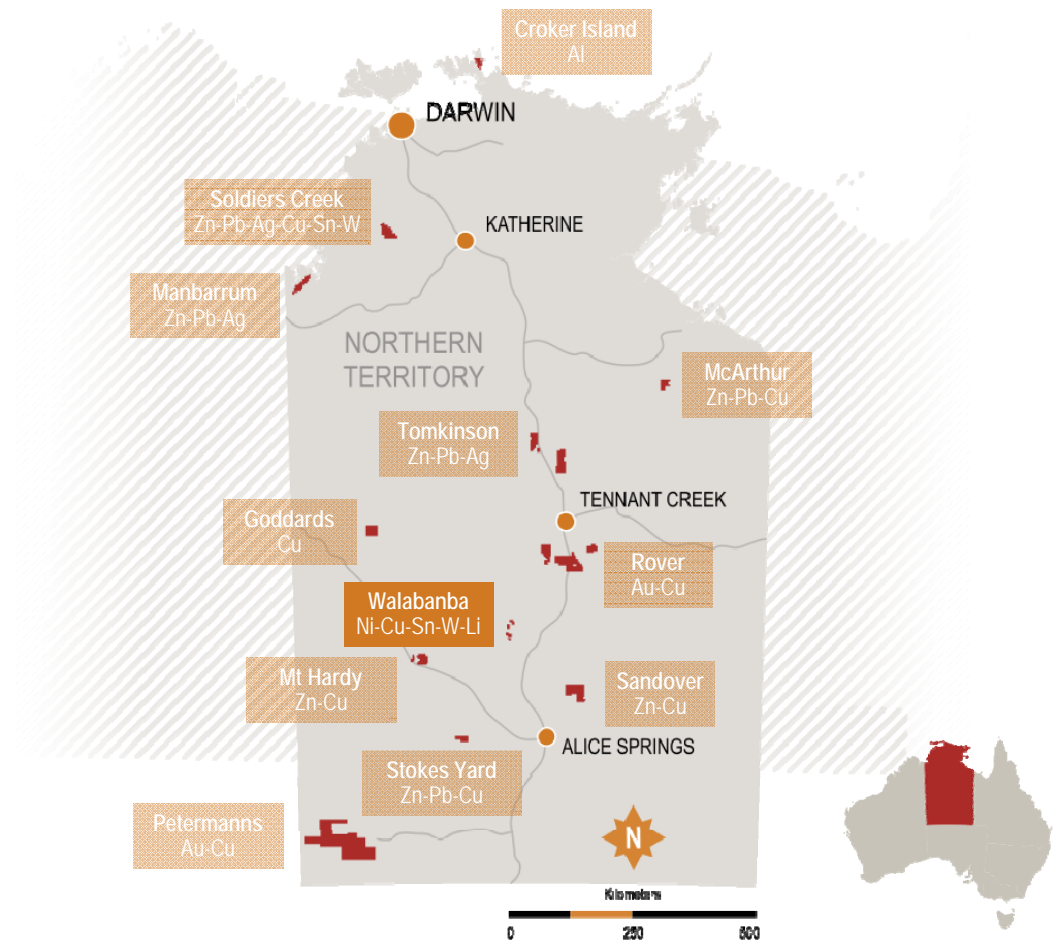 Croker Island
Al
DARWIN
Soldiers Creek
Zn-Pb-Ag-Cu-Sn-W
KATHERINE
Manbarrum
Zn-Pb-Ag
NORTHERN
TERRITORY
McArthur
Zn-Pb-Cu
Tomkinson
Zn-Pb-Ag
TENNANT CREEK
Goddards
Cu
Rover
Au-Cu
Walabanba
Ni-Cu-Sn-W-Li
Mt Hardy
Zn-Cu
Sandover
Zn-Cu
ALICE SPRINGS
Stokes Yard
Zn-Pb-Cu
Petermanns
Au-Cu
N
Kilometers
0 250 500